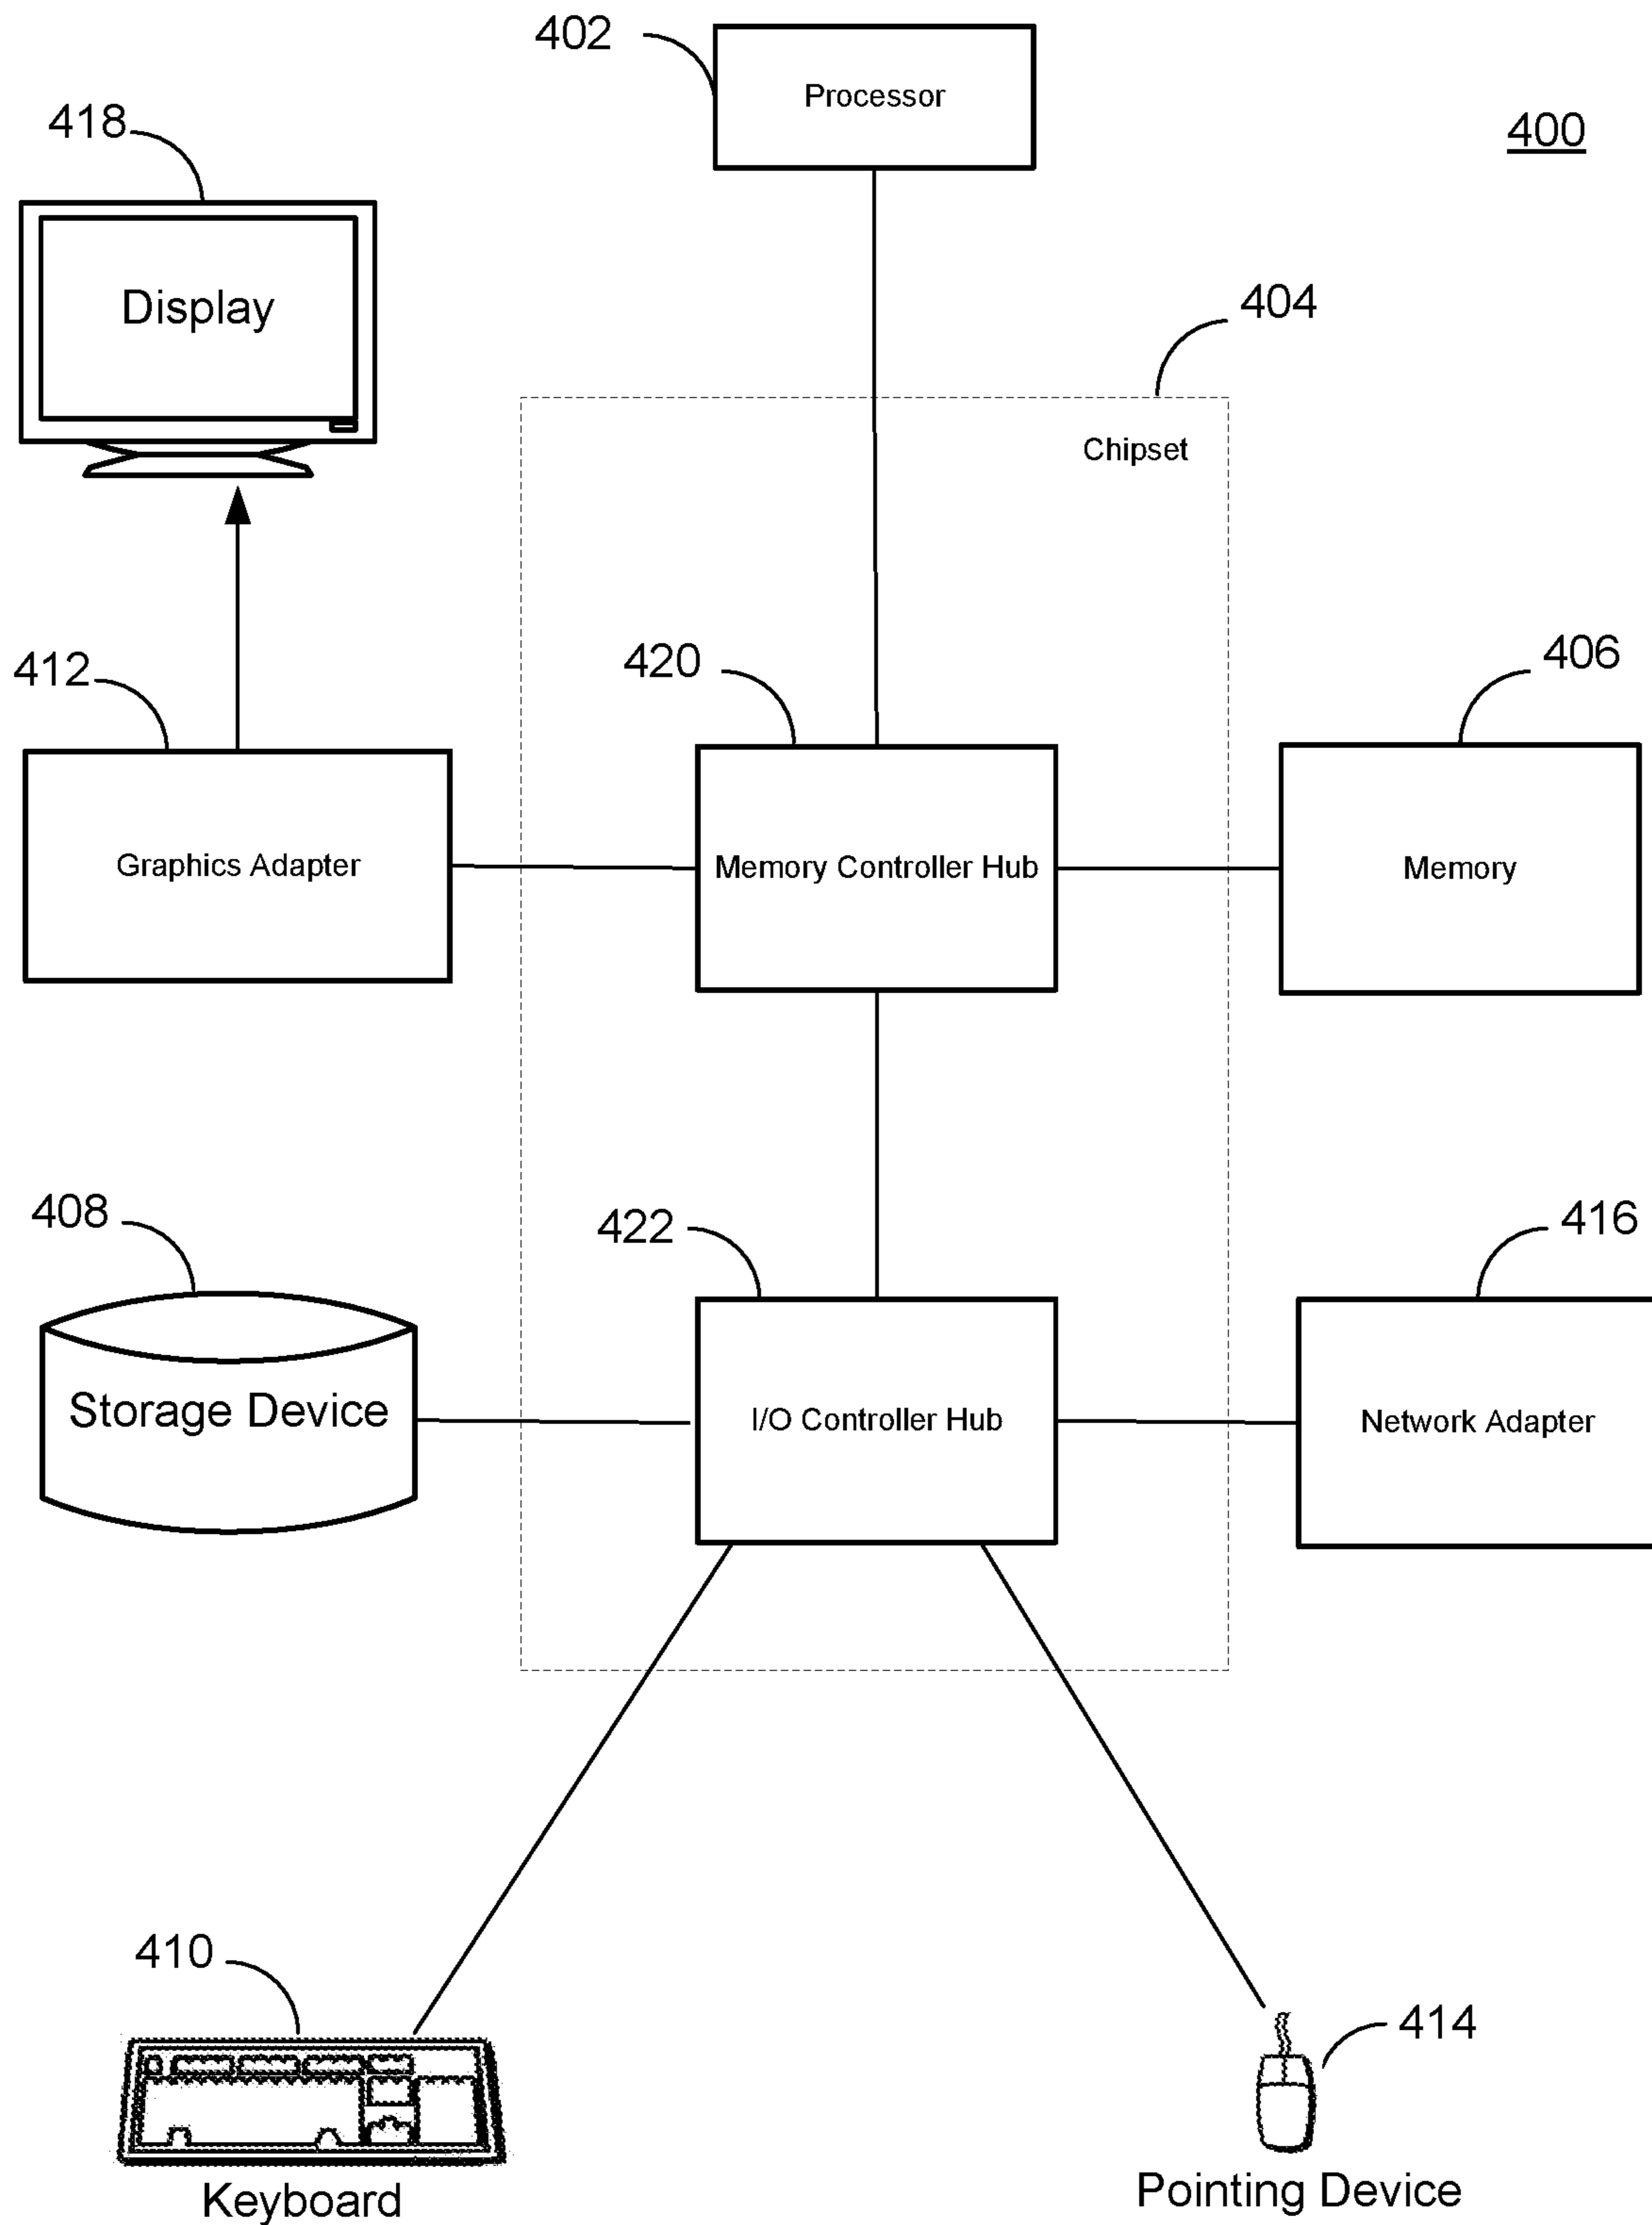 402
Processor
400
418
Display
404
Chipset
412
420
406
Graphics Adapter
Memory Controller Hub
Memory
408
422
416
Storage Device
I/O Controller Hub
Network Adapter
410
414
Keyboard
Pointing Device